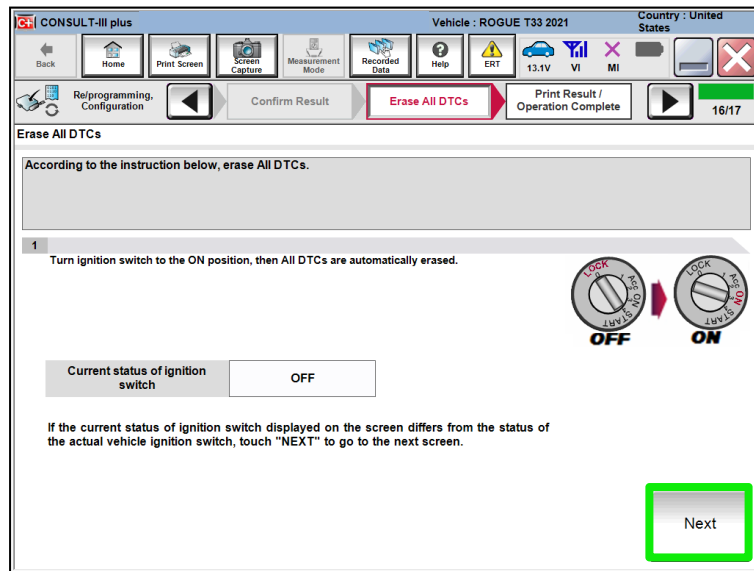 C+ CONSULT-III plus
Vehicle : ROGUE T33 2021
Country : United
States
Back
Home
Print Screen
Screen
Capture
Measurement
Mode
Recorded
Data
Help
ERT
13.1V
VI
MI
Re/programming,
Configuration
Confirm Result
Erase All DTCs
Print Result /
Operation Complete
16/17
Erase All DTCs
According to the instruction below, erase All DTCs.
1
Turn ignition switch to the ON position, then All DTCs are automatically erased.
LOCK
Acc
ON
START
OFF
LOCK
Acc
ON
START
ON
Current status of ignition
switch
OFF
If the current status of ignition switch displayed on the screen differs from the status of
the actual vehicle ignition switch, touch "NEXT" to go to the next screen.
Next